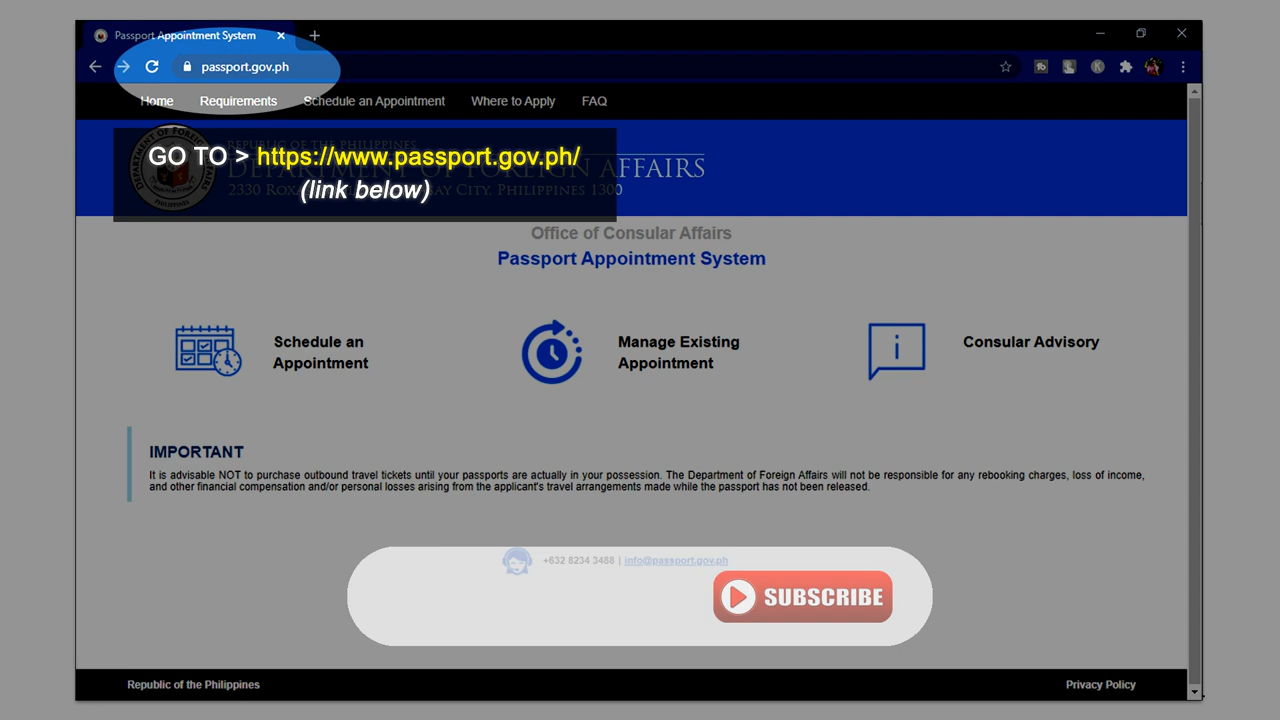 Passport Appointment System
passport.gov.ph
Home Requirements Schedule an Appointment Where to Apply FAQ
REPUBLIC OF THE PHILIPPINES
DEPARTMENT OF FOREIGN AFFAIRS
2330 ROXAS CITY, PHILIPPINES 1300
GO TO > https://www.passport.gov.ph/
(link below)
Office of Consular Affairs
Passport Appointment System
Schedule an
Appointment
Manage Existing
Appointment
Consular Advisory
IMPORTANT
It is advisable NOT to purchase outbound travel tickets until your passports are actually in your possession. The Department of Foreign Affairs will not be responsible for any rebooking charges, loss of income,
and other financial compensation and/or personal losses arising from the applicant's travel arrangements made while the passport has not been released.
+632 8234 3488 | info@passport.gov.ph
SUBSCRIBE
Republic of the Philippines
Privacy Policy